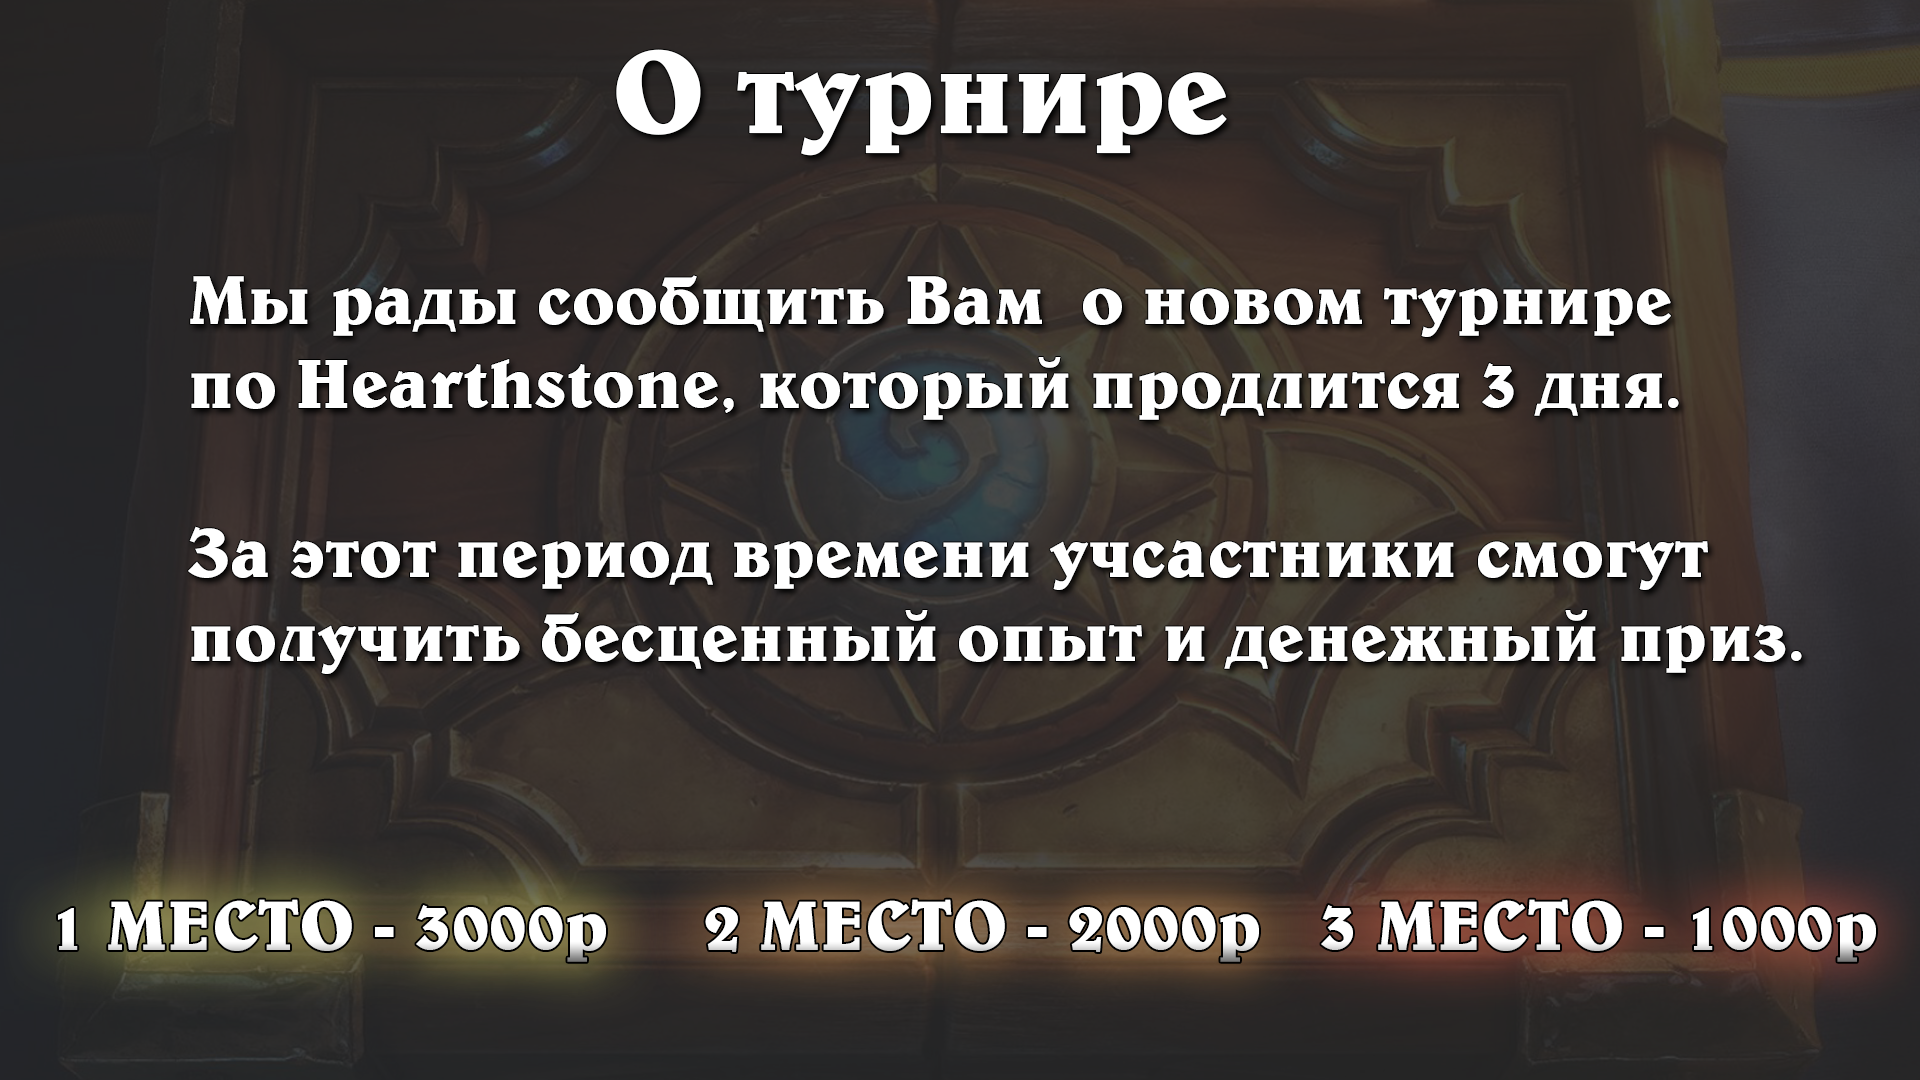 О турнире
Мы рады сообщить Вам  о новом турнире
по Hearthstone, который продлится 3 дня.
За этот период времени учсастники смогут
получить бесценный опыт и денежный приз.
1 МЕСТО - 3000р 2 МЕСТО - 2000р 3 МЕСТО - 1000р